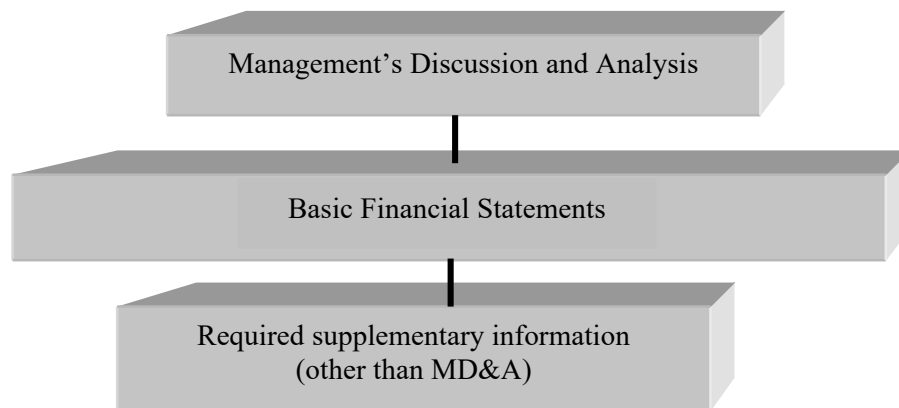 Management’s Discussion and Analysis
Basic Financial Statements
Required supplementary information
(other than MD&A)